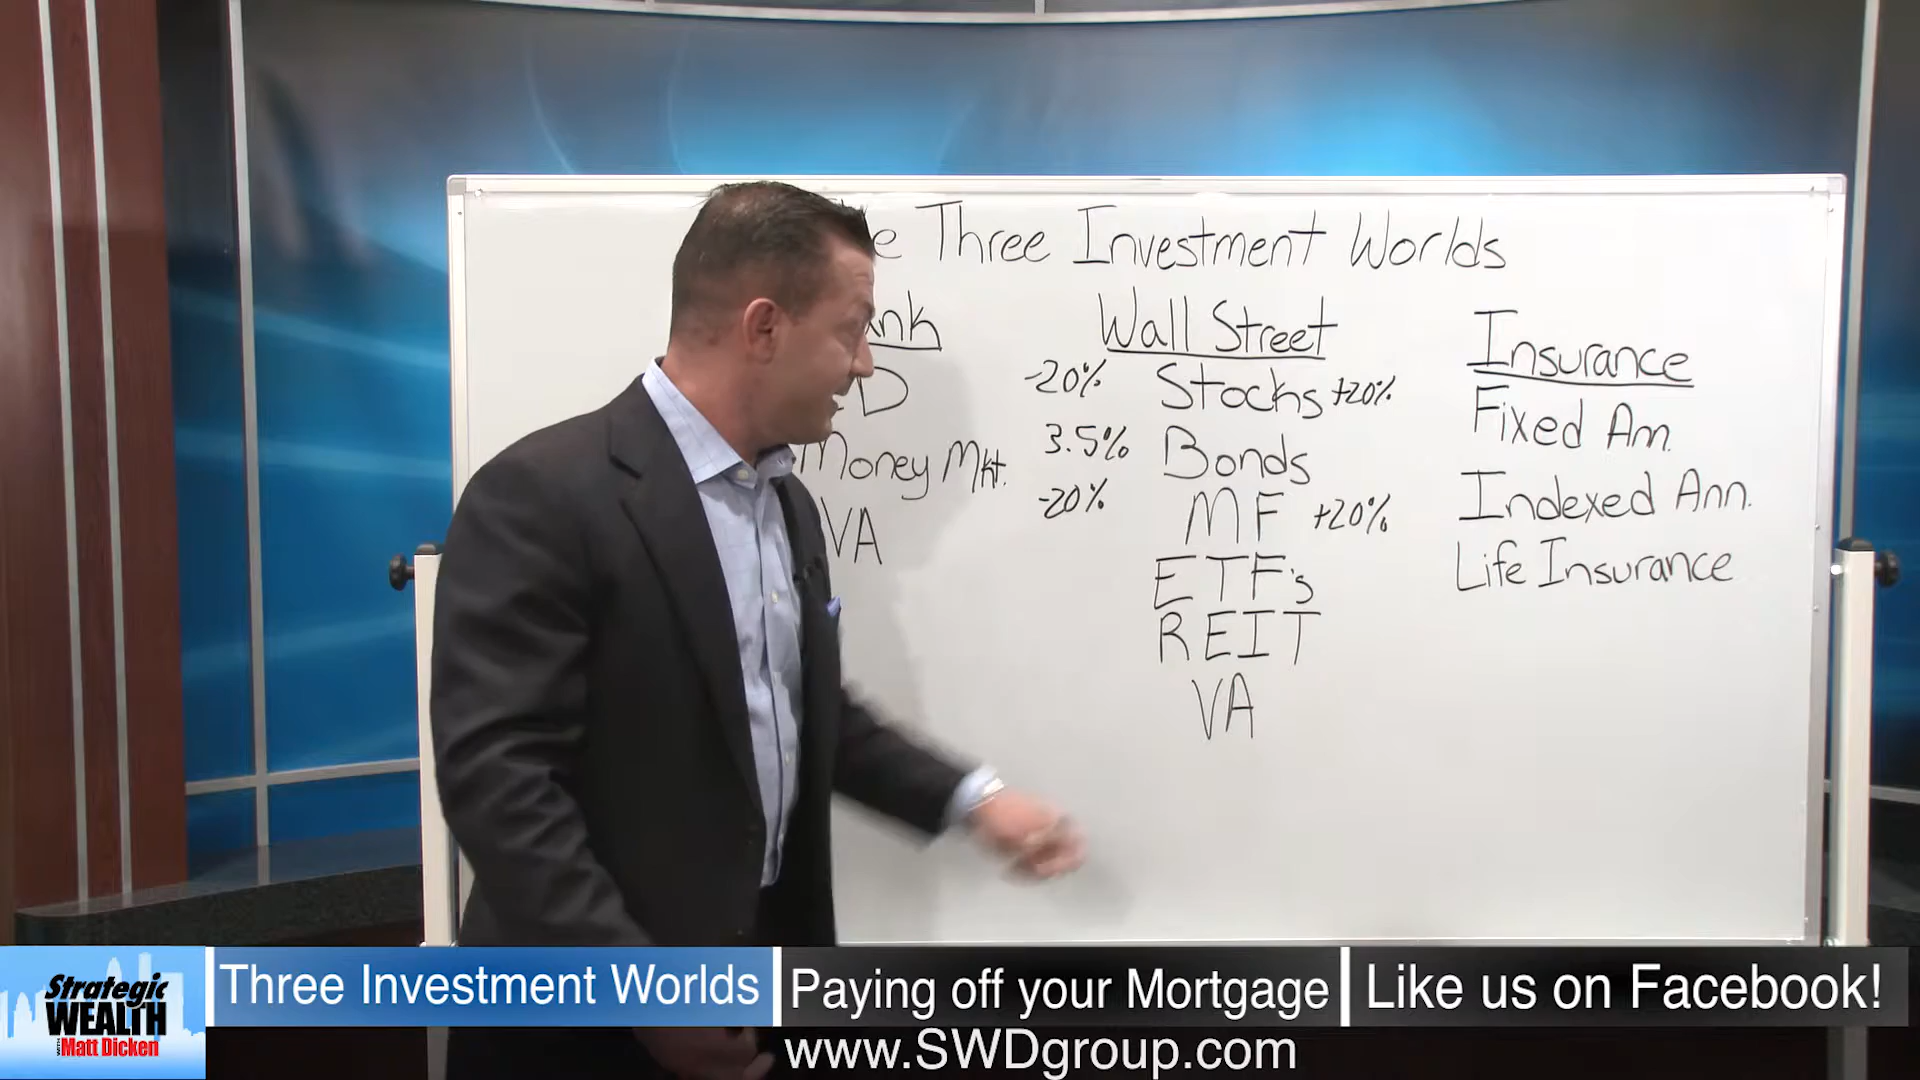 Three Investment Worlds
Wall Street
-20% Stocks +20%
3.5% Bonds
-20% MF +20%
ETF's
REIT
VA
Money Mkt.
VA
Insurance
Fixed Ann.
Indexed Ann.
Life Insurance
Strategic
WEALTH
WITH Matt Dicken
Three Investment Worlds
Paying off your Mortgage
Like us on Facebook!
www.SWDgroup.com